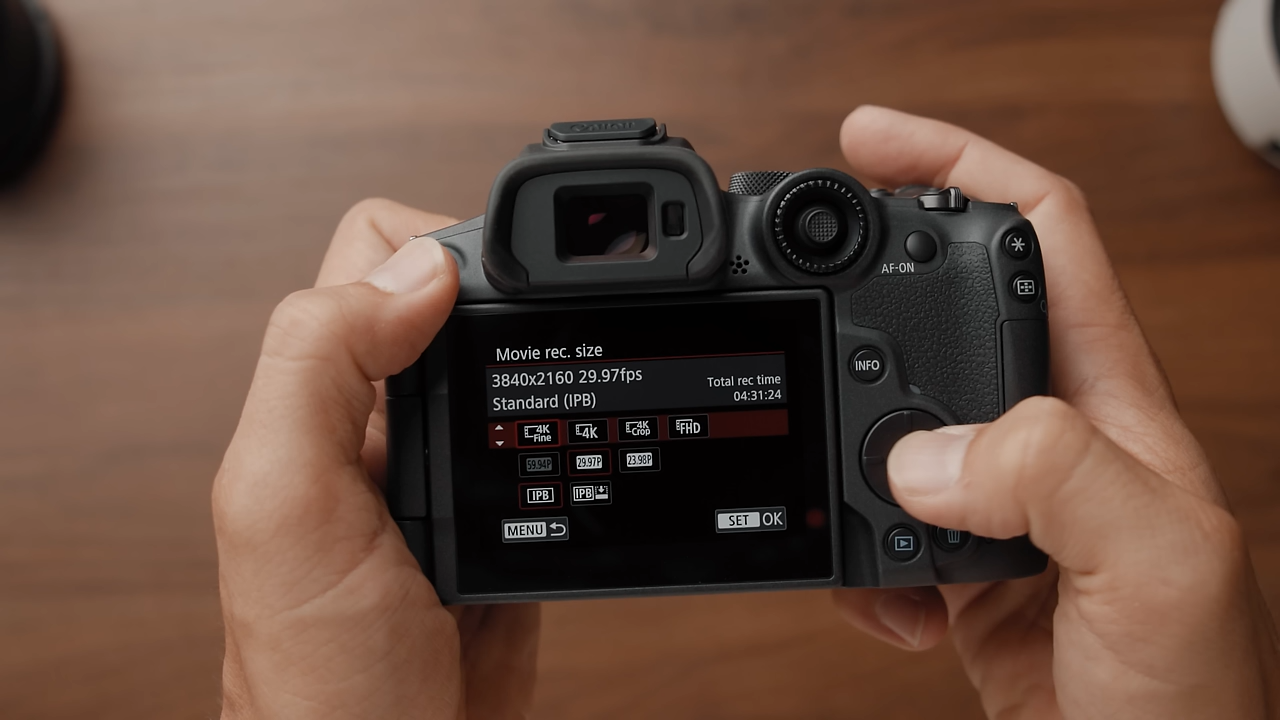 Canon
AF-ON
INFO
Movie rec. size
3840x2160 29.97fps
Total rec time
Standard (IPB)
04:31:24
4K Fine
4K
4K Crop
FHD
59.94P
29.97P
23.98P
IPB
IPB
MENU
SET OK